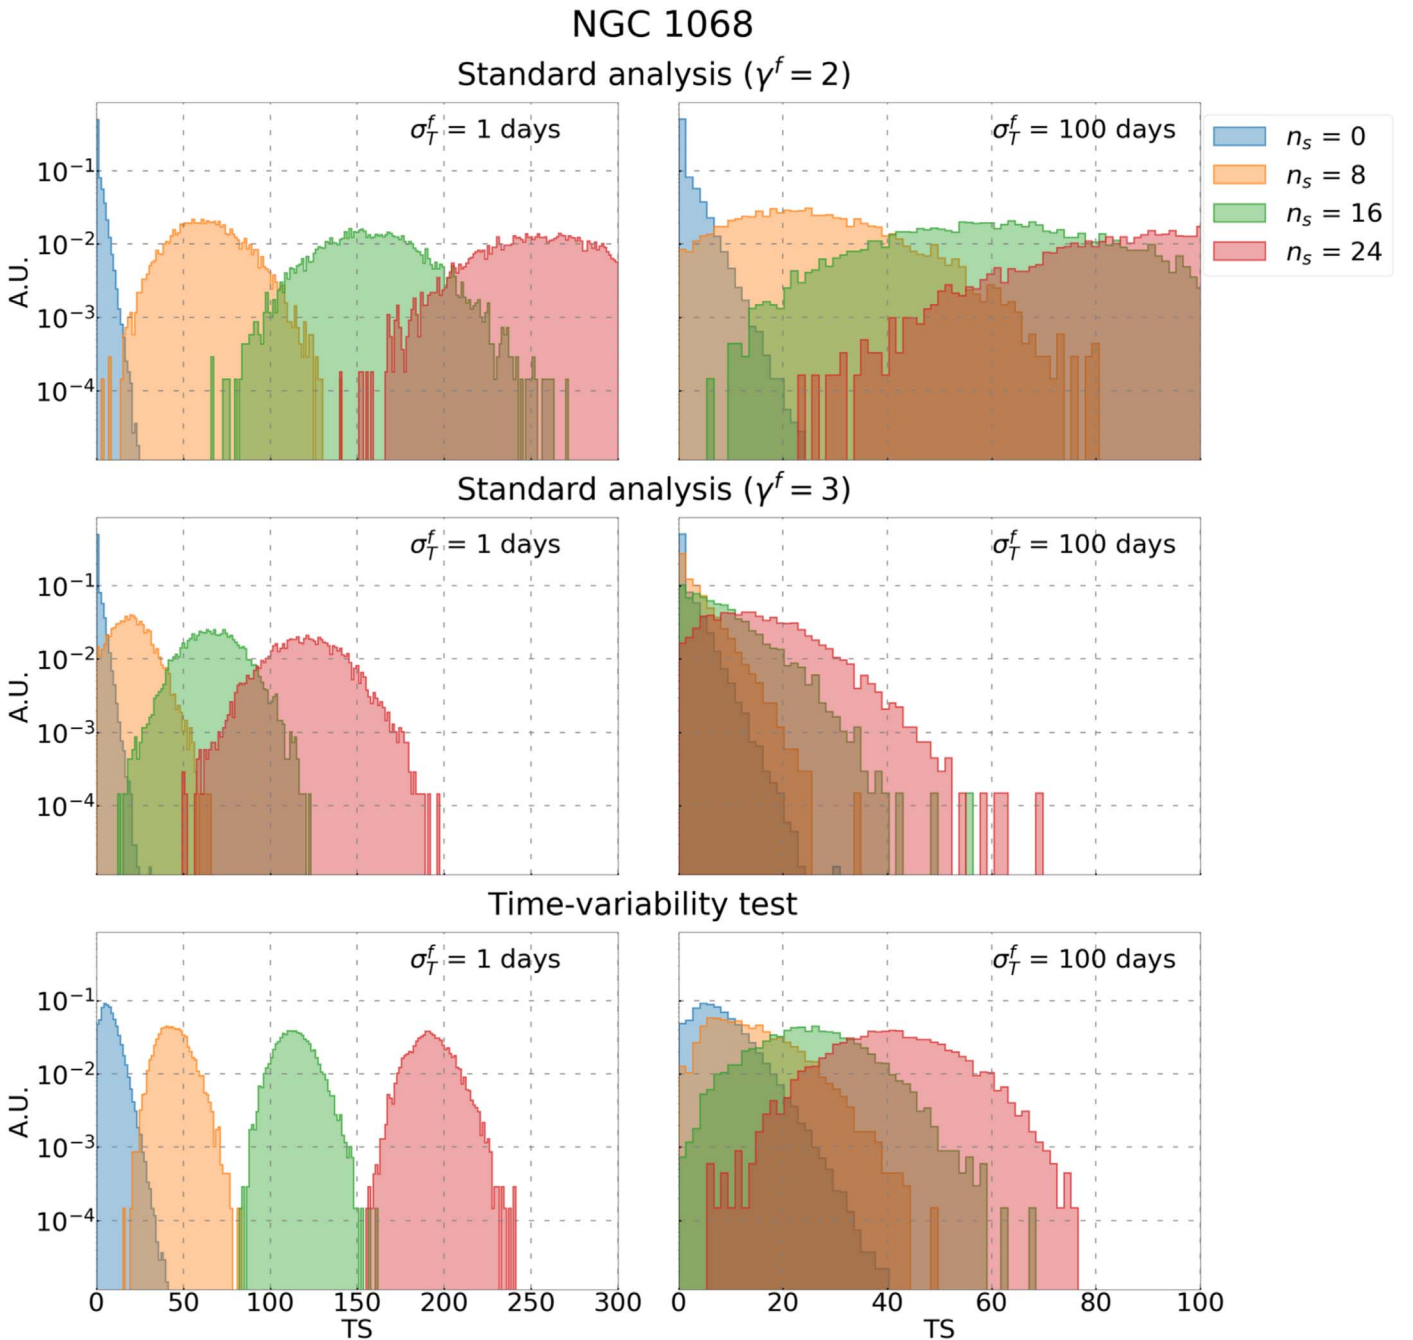 NGC 1068
Standard analysis (γ^f = 2)
σ_T^f = 1 days
σ_T^f = 100 days
n_s = 0
n_s = 8
n_s = 16
n_s = 24
10^−1
10^−2
10^−3
10^−4
A.U.
Standard analysis (γ^f = 3)
σ_T^f = 1 days
σ_T^f = 100 days
10^−1
10^−2
10^−3
10^−4
A.U.
Time-variability test
σ_T^f = 1 days
σ_T^f = 100 days
10^−1
10^−2
10^−3
10^−4
A.U.
0 50 100 150 200 250 300
TS
0 20 40 60 80 100
TS